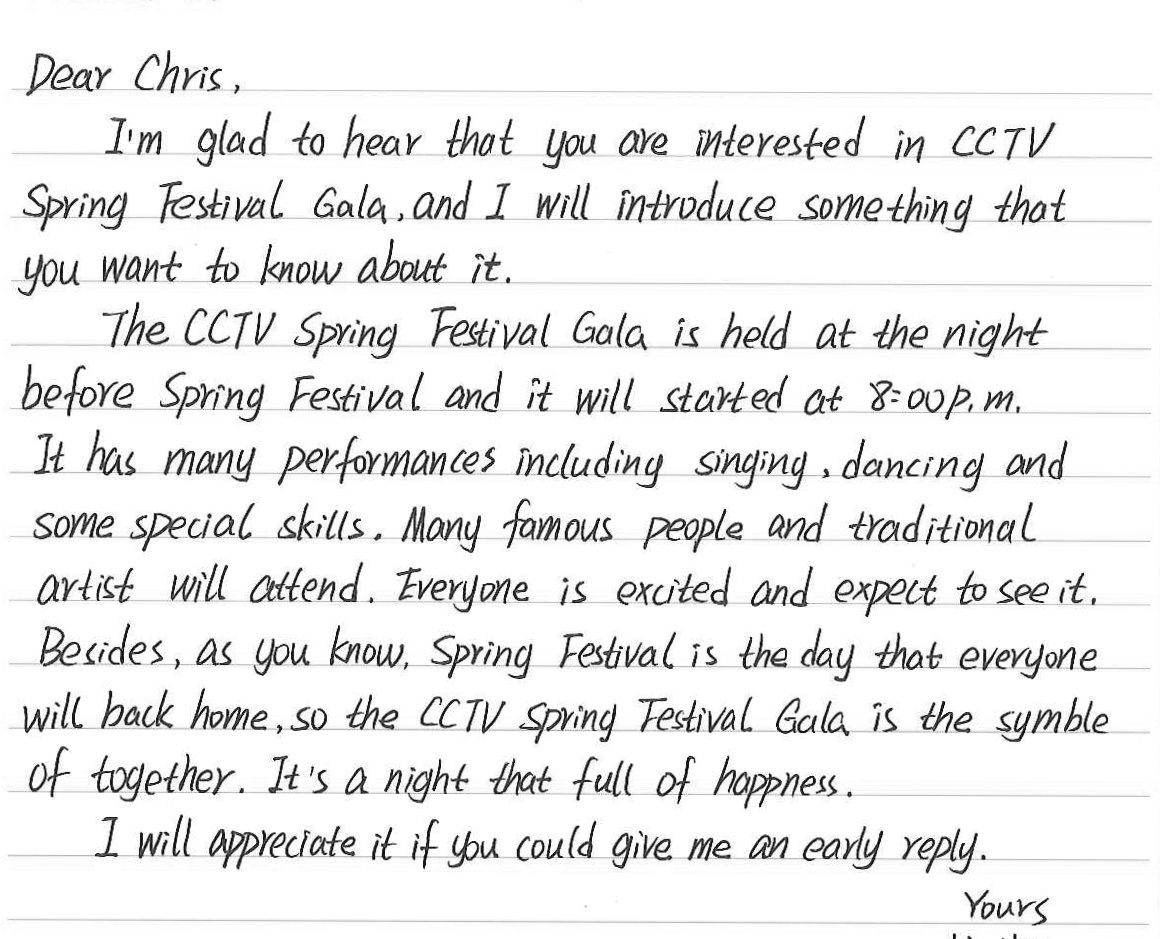 Dear Chris,
I'm glad to hear that you are interested in CCTV
Spring Festival Gala, and I will introduce something that
you want to know about it.
The CCTV Spring Festival Gala is held at the night
before Spring Festival and it will started at 8:00 p.m.
It has many performances including singing, dancing and
some special skills. Many famous people and traditional
artist will attend. Everyone is excited and expect to see it.
Besides, as you know, Spring Festival is the day that everyone
will back home, so the CCTV Spring Festival Gala is the symble
of together. It's a night that full of happness.
I will appreciate it if you could give me an early reply.
Yours